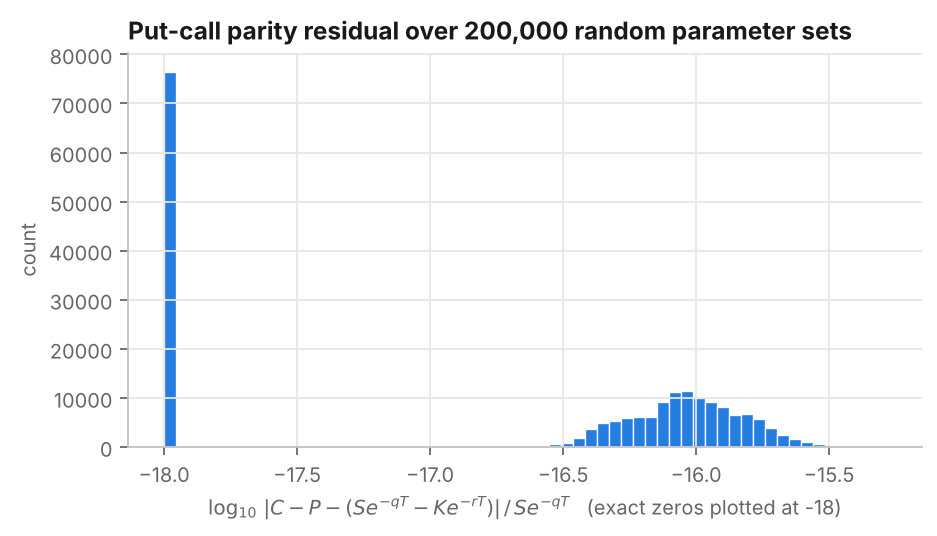 Put-call parity residual over 200,000 random parameter sets
80000
70000
60000
50000
40000
30000
20000
10000
0
count
−18.0 −17.5 −17.0 −16.5 −16.0 −15.5
log₁₀ |C − P − (Se^{−qT} − Ke^{−rT})| / Se^{−qT} (exact zeros plotted at -18)